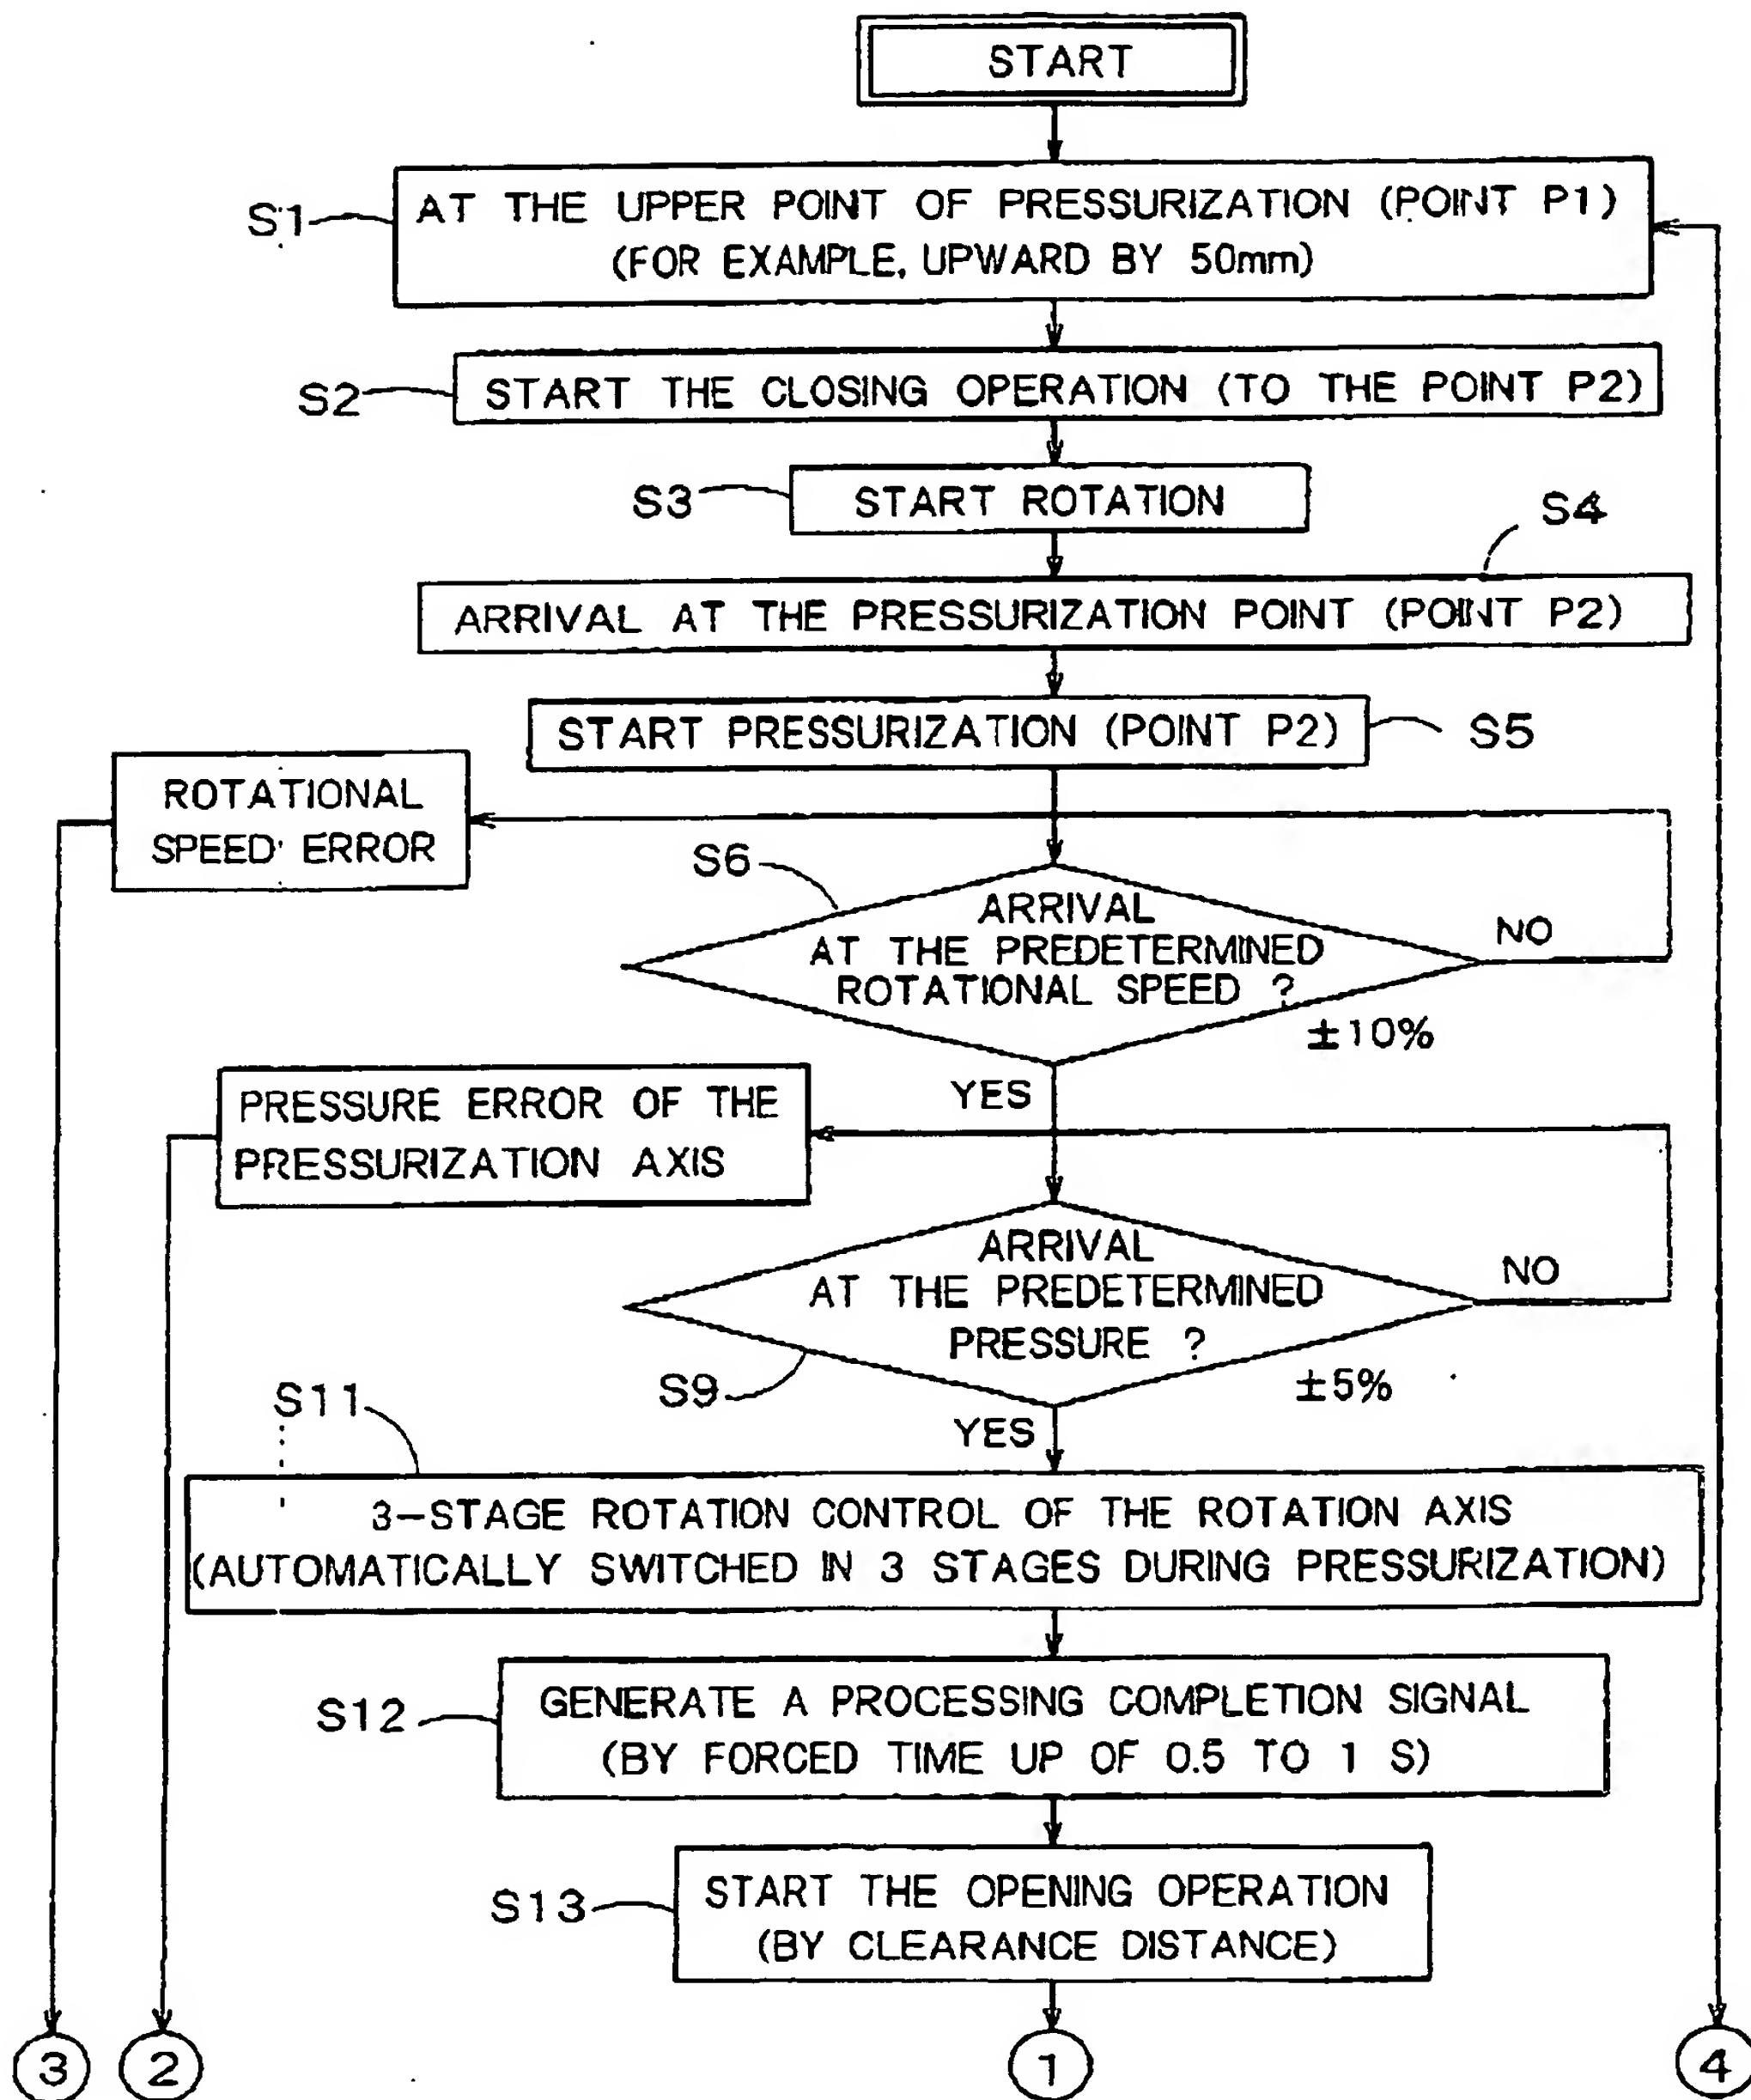 START
S1
AT THE UPPER POINT OF PRESSURIZATION (POINT P1)
(FOR EXAMPLE, UPWARD BY 50mm)
S2
START THE CLOSING OPERATION (TO THE POINT P2)
S3
START ROTATION
S4
ARRIVAL AT THE PRESSURIZATION POINT (POINT P2)
START PRESSURIZATION (POINT P2)
S5
ROTATIONAL
SPEED ERROR
S6
ARRIVAL
AT THE PREDETERMINED
ROTATIONAL SPEED ?
NO
±10%
YES
PRESSURE ERROR OF THE
PRESSURIZATION AXIS
ARRIVAL
AT THE PREDETERMINED
PRESSURE ?
NO
S9
±5%
YES
S11
3-STAGE ROTATION CONTROL OF THE ROTATION AXIS
(AUTOMATICALLY SWITCHED IN 3 STAGES DURING PRESSURIZATION)
S12
GENERATE A PROCESSING COMPLETION SIGNAL
(BY FORCED TIME UP OF 0.5 TO 1 S)
S13
START THE OPENING OPERATION
(BY CLEARANCE DISTANCE)
3
2
1
4